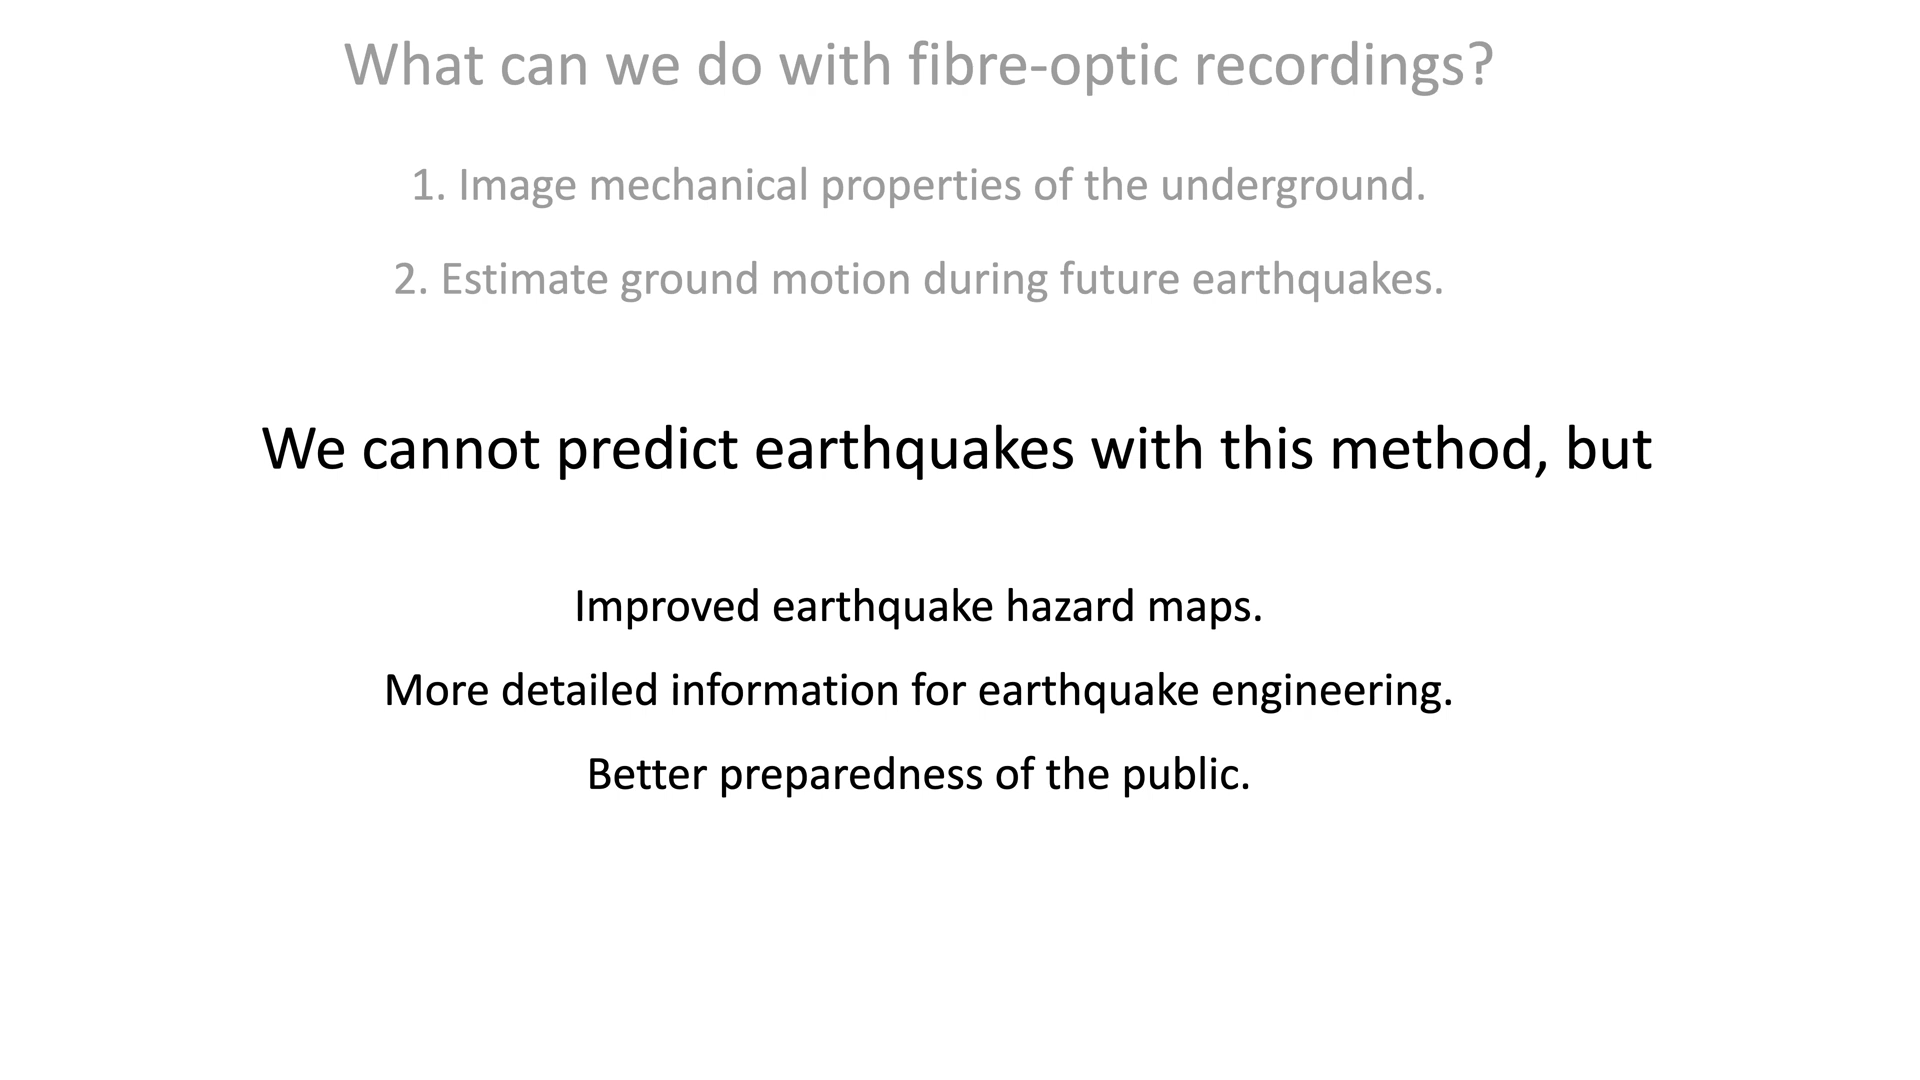 What can we do with fibre-optic recordings?
1. Image mechanical properties of the underground.
2. Estimate ground motion during future earthquakes.
We cannot predict earthquakes with this method, but
Improved earthquake hazard maps.
More detailed information for earthquake engineering.
Better preparedness of the public.